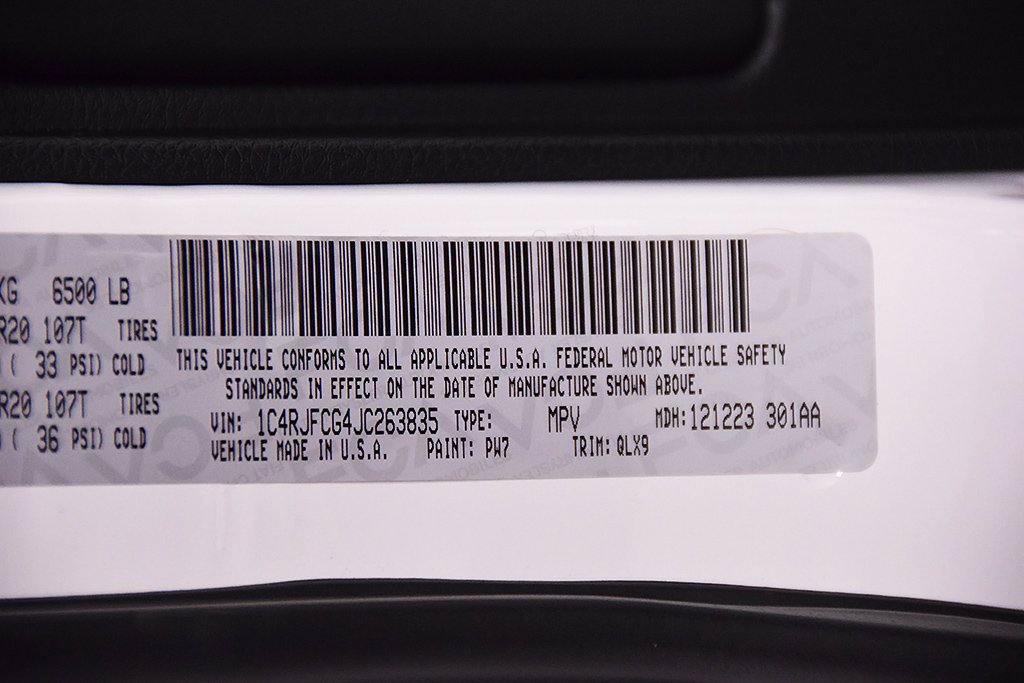 KG 6500 LB
R20 107T TIRES
( 33 PSI) COLD
R20 107T TIRES
( 36 PSI) COLD
THIS VEHICLE CONFORMS TO ALL APPLICABLE U.S.A. FEDERAL MOTOR VEHICLE SAFETY
STANDARDS IN EFFECT ON THE DATE OF MANUFACTURE SHOWN ABOVE.
VIN: 1C4RJFCG4JC263835 TYPE: MPV MDH:121223 301AA
VEHICLE MADE IN U.S.A. PAINT: PW7 TRIM: QLX9